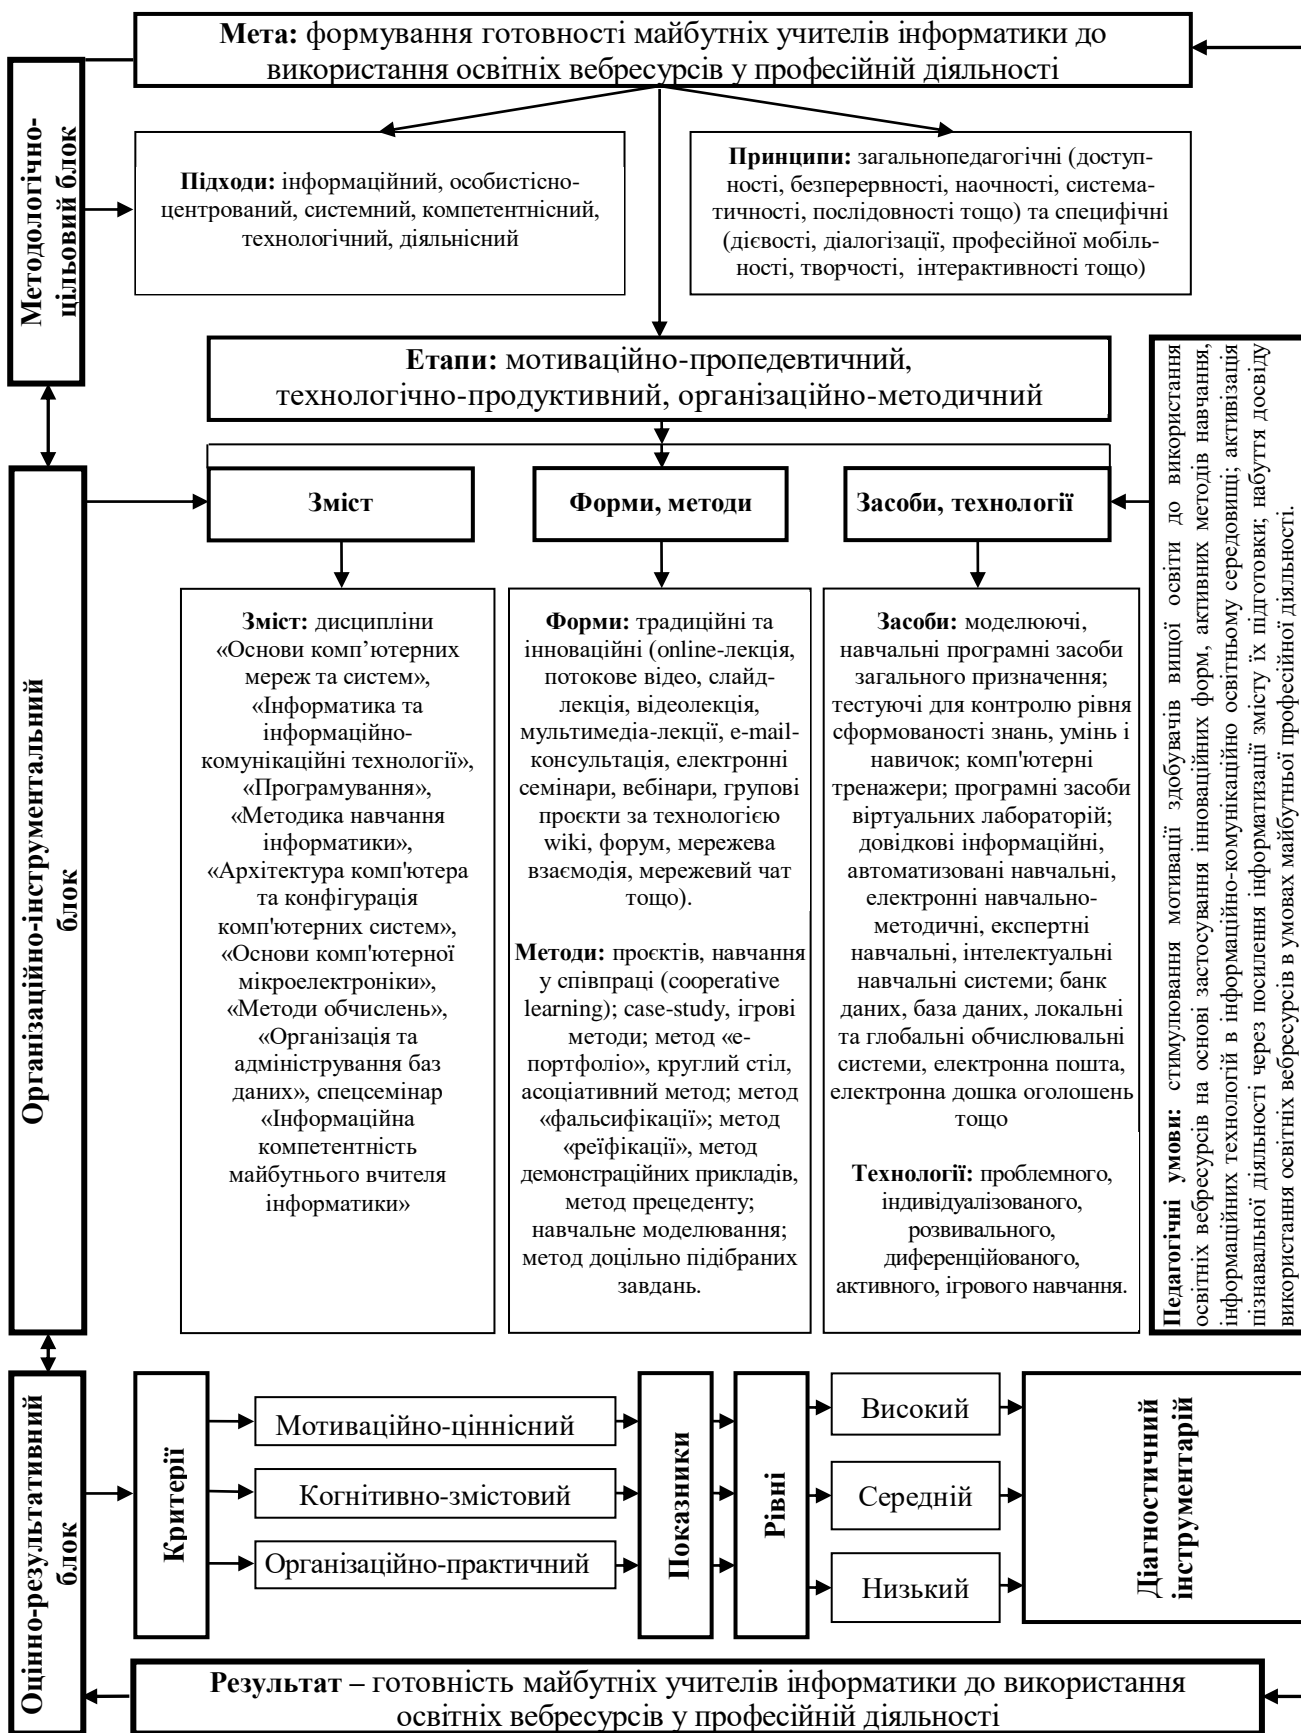 Мета: формування готовності майбутніх учителів інформатики до
використання освітніх вебресурсів у професійній діяльності
Методологічно-
цільовий блок
Підходи: інформаційний, особистісно-
центрований, системний, компетентнісний,
технологічний, діяльнісний
Принципи: загальнопедагогічні (доступ-
ності, безперервності, наочності, система-
тичності, послідовності тощо) та специфічні
(дієвості, діалогізації, професійної мобіль-
ності, творчості, інтерактивності тощо)
Етапи: мотиваційно-пропедевтичний,
технологічно-продуктивний, організаційно-методичний
Організаційно-інструментальний
блок
Зміст
Форми, методи
Засоби, технології
Зміст: дисципліни
«Основи комп’ютерних
мереж та систем»,
«Інформатика та
інформаційно-
комунікаційні технології»,
«Програмування»,
«Методика навчання
інформатики»,
«Архітектура комп'ютера
та конфігурація
комп'ютерних систем»,
«Основи комп'ютерної
мікроелектроніки»,
«Методи обчислень»,
«Організація та
адміністрування баз
даних», спецсемінар
«Інформаційна
компетентність
майбутнього вчителя
інформатики»
Форми: традиційні та
інноваційні (online-лекція,
потокове відео, слайд-
лекція, відеолекція,
мультимедіа-лекції, e-mail-
консультація, електронні
семінари, вебінари, групові
проєкти за технологією
wiki, форум, мережева
взаємодія, мережевий чат
тощо).
Методи: проєктів, навчання
у співпраці (cooperative
learning); case-study, ігрові
методи; метод «е-
портфоліо», круглий стіл,
асоціативний метод; метод
«фальсифікації»; метод
«реїфікації», метод
демонстраційних прикладів,
метод прецеденту;
навчальне моделювання;
метод доцільно підібраних
завдань.
Засоби: моделюючі,
навчальні програмні засоби
загального призначення;
тестуючі для контролю рівня
сформованості знань, умінь і
навичок; комп'ютерні
тренажери; програмні засоби
віртуальних лабораторій;
довідкові інформаційні,
автоматизовані навчальні,
електронні навчально-
методичні, експертні
навчальні, інтелектуальні
навчальні системи; банк
даних, база даних, локальні
та глобальні обчислювальні
системи, електронна пошта,
електронна дошка оголошень
тощо
Технології: проблемного,
індивідуалізованого,
розвивального,
диференційованого,
активного, ігрового навчання.
Педагогічні умови: стимулювання мотивації здобувачів вищої освіти до використання
освітніх вебресурсів на основі застосування інноваційних форм, активних методів навчання,
інформаційних технологій в інформаційно-комунікаційно освітньому середовищі; активізація
пізнавальної діяльності через посилення інформатизації змісту їх підготовки; набуття досвіду
використання освітніх вебресурсів в умовах майбутньої професійної діяльності.
Оцінно-результативний
блок
Критерії
Мотиваційно-ціннісний
Когнітивно-змістовий
Організаційно-практичний
Показники
Рівні
Високий
Середній
Низький
Діагностичний
інструментарій
Результат – готовність майбутніх учителів інформатики до використання
освітніх вебресурсів у професійній діяльності